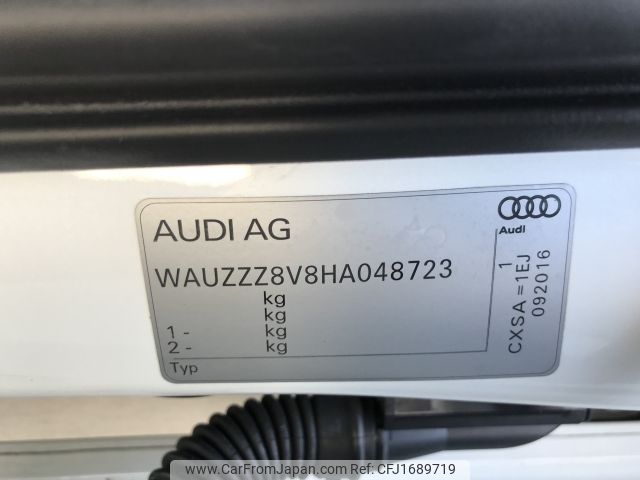 AUDI AG
WAUZZZ8V8HA048723
kg
kg
1 - kg
2 - kg
Typ
Audi
1
CXSA =1EJ
092016
www.CarFromJapan.com Ref: CFJ1689719